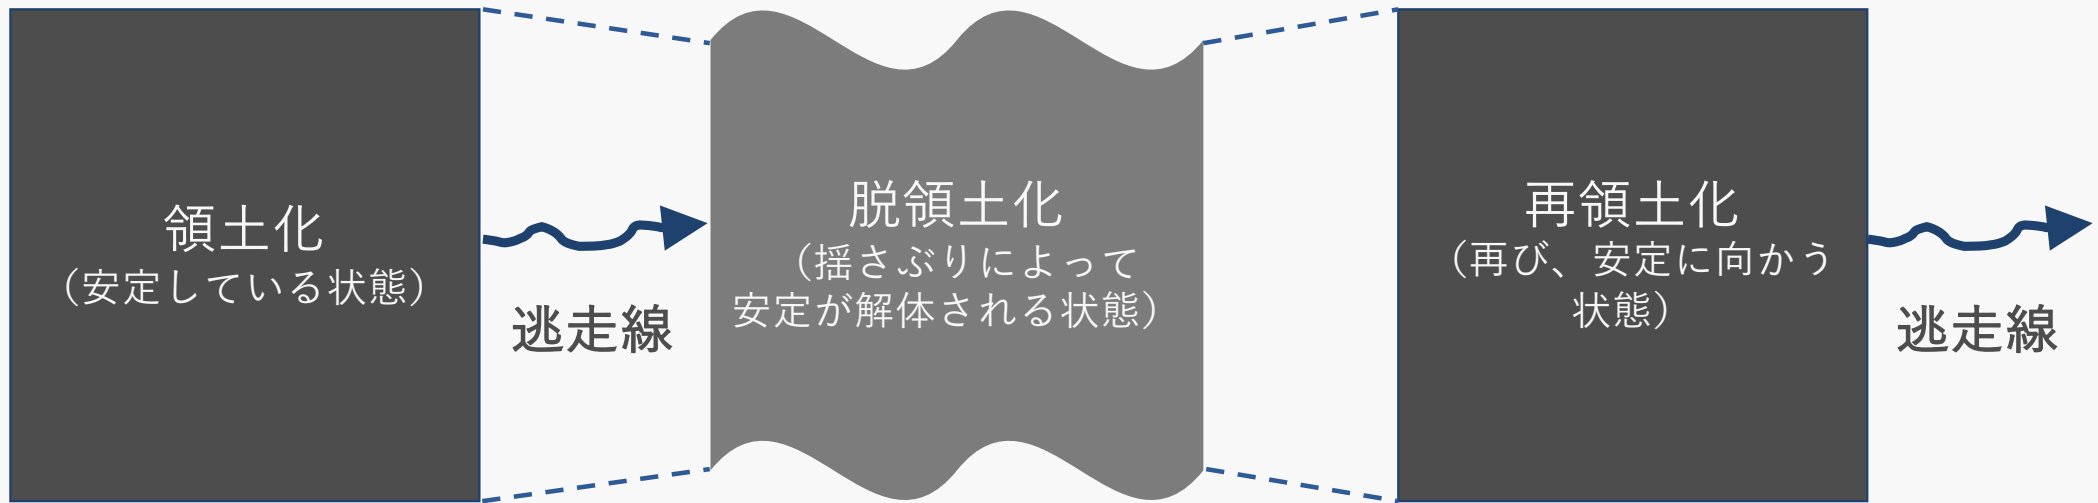 領土化
（安定している状態）
逃走線
脱領土化
（揺さぶりによって
安定が解体される状態）
再領土化
（再び、安定に向かう
状態）
逃走線